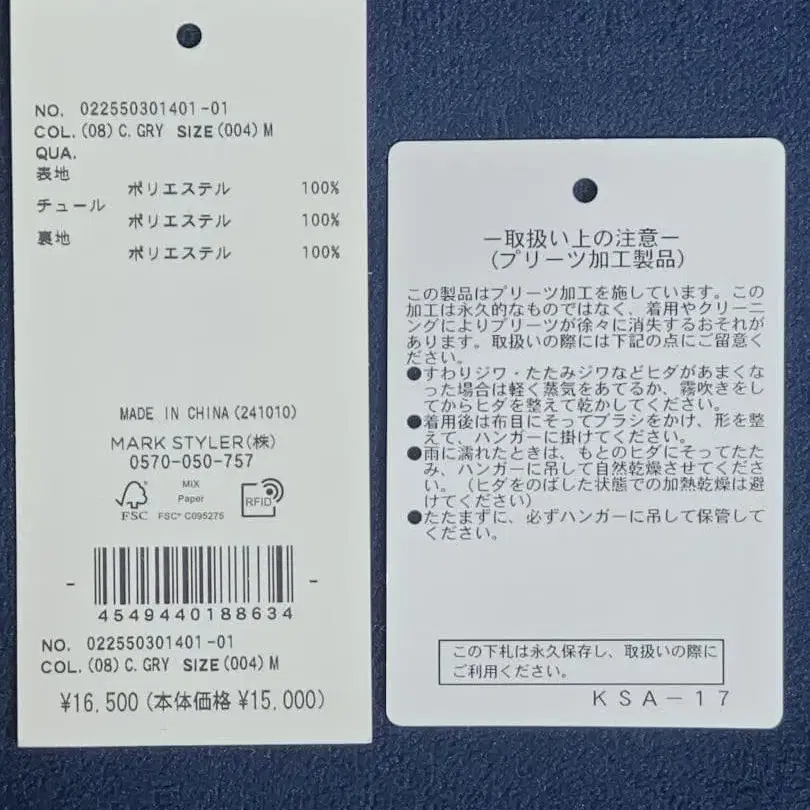 NO. 022550301401-01
COL. (08) C. GRY SIZE (004) M
QUA.
表地
ポリエステル 100%
チュール
ポリエステル 100%
裏地
ポリエステル 100%
MADE IN CHINA (241010)
MARK STYLER (株)
0570-050-757
FSC
MIX
Paper
FSC® C095275
RFID
4549440188634
NO. 022550301401-01
COL. (08) C. GRY SIZE (004) M
¥16,500 (本体価格 ¥15,000)
ー取扱い上の注意ー
(プリーツ加工製品)
この製品はプリーツ加工を施しています。この
加工は永久的なものではなく、着用やクリーニ
ングによりプリーツが徐々に消失するおそれが
あります。取扱いの際には下記の点にご留意く
ださい。
●すわりジワ・たたみジワなどヒダがあまくな
った場合は軽く蒸気をあてるか、霧吹きをし
てからヒダを整えて乾かしてください。
●着用後は布目にそってブラシをかけ、形を整
えて、ハンガーに掛けてください。
●雨に濡れたときは、もとのヒダにそってたた
み、ハンガーに吊して自然乾燥させてくださ
い。(ヒダをのばした状態での加熱乾燥は避
けてください)
●たたまずに、必ずハンガーに吊して保管して
ください。
この下札は永久保存し、取扱いの際に
ご利用ください。
KSA-17